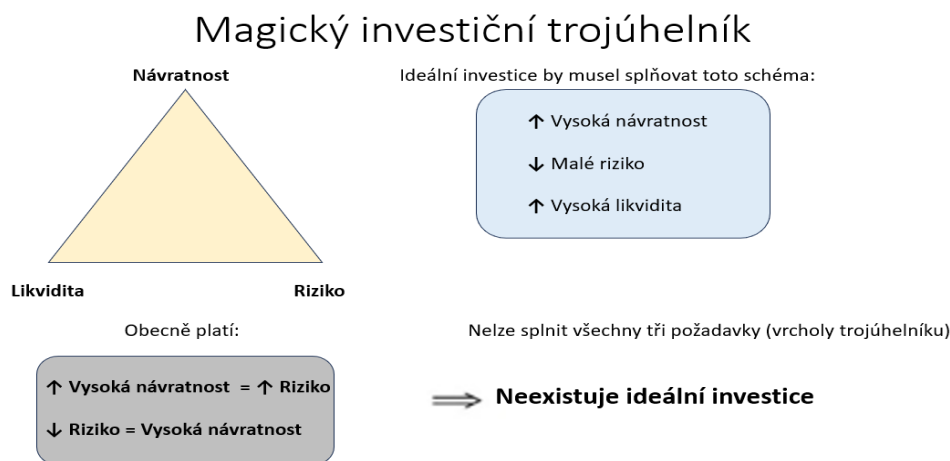 Magický investiční trojúhelník
Návratnost
Likvidita
Riziko
Ideální investice by musel splňovat toto schéma:
↑ Vysoká návratnost
↓ Malé riziko
↑ Vysoká likvidita
Obecně platí:
↑ Vysoká návratnost = ↑ Riziko
↓ Riziko = Vysoká návratnost
Nelze splnit všechny tři požadavky (vrcholy trojúhelníku)
⟹ Neexistuje ideální investice